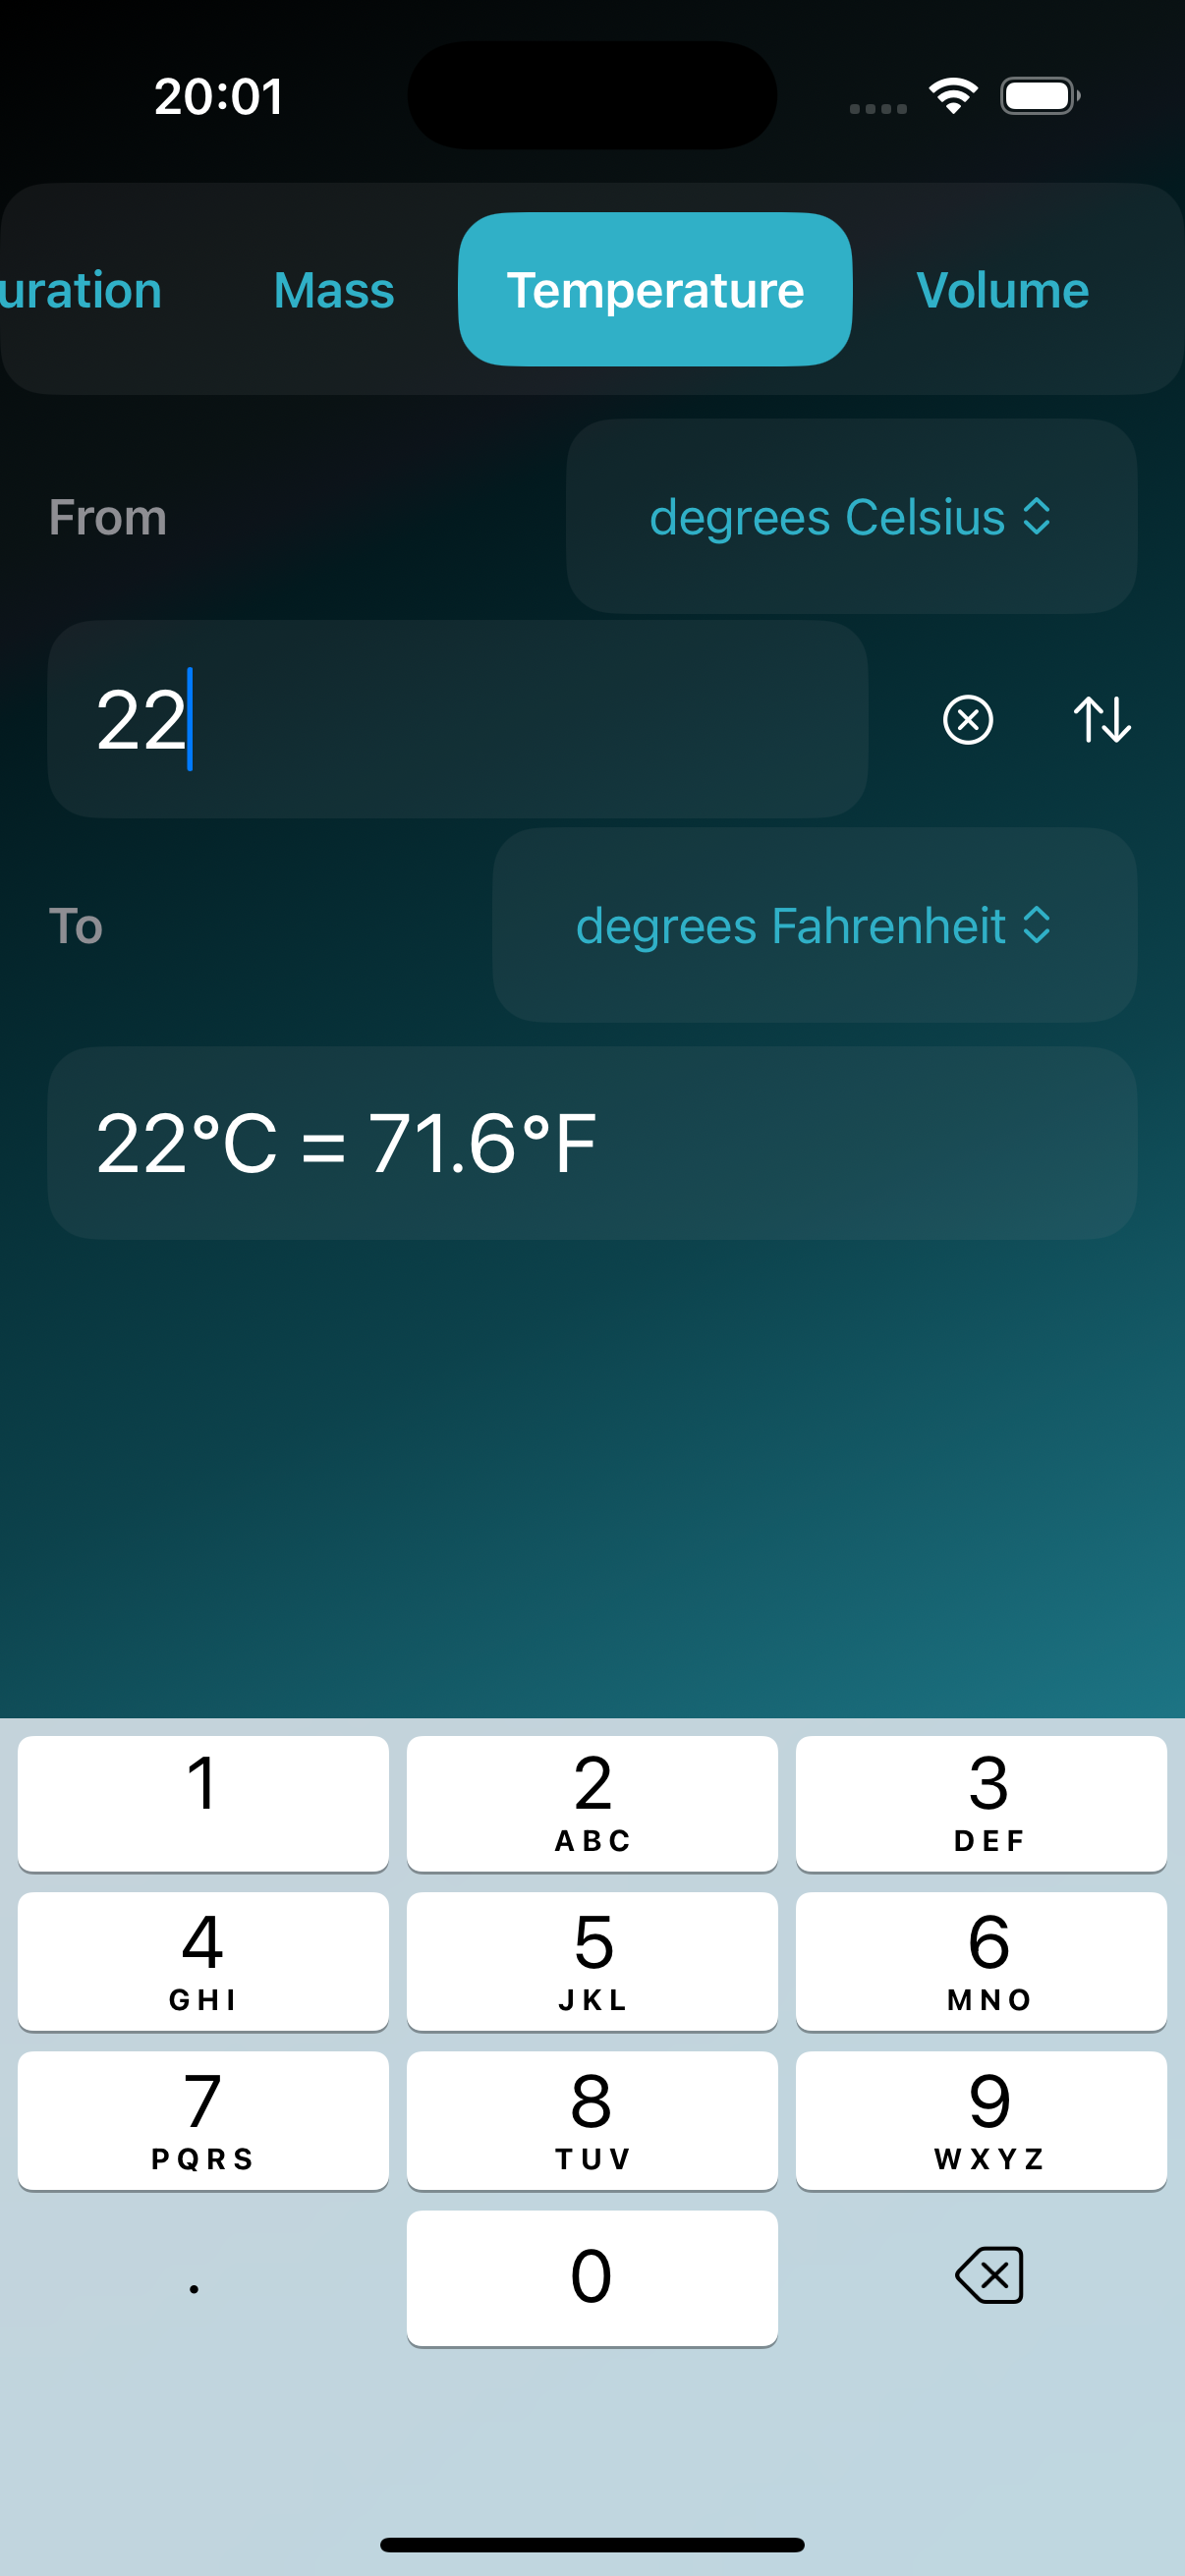 20:01
uration Mass Temperature Volume
From degrees Celsius
22
To degrees Fahrenheit
22°C = 71.6°F
1 2 3
ABC DEF
4 5 6
GHI JKL MNO
7 8 9
PQRS TUV WXYZ
. 0